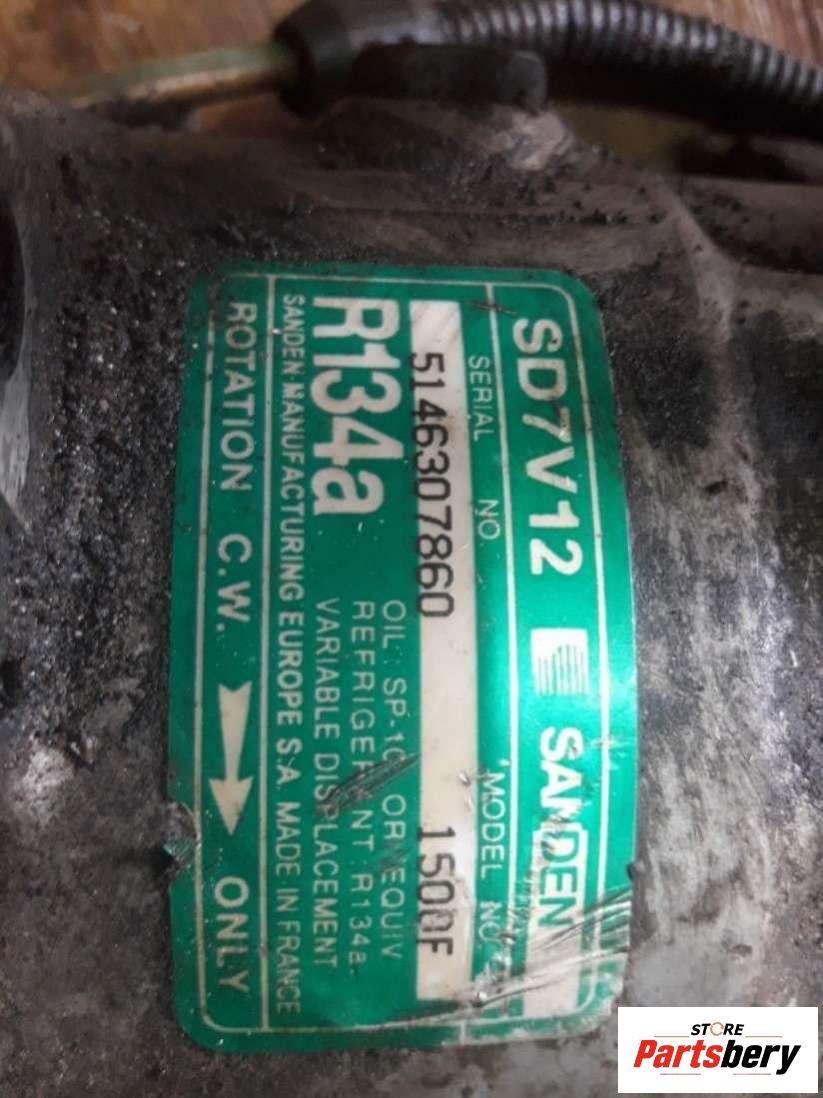 SD7V12 SANDEN
SERIAL NO. MODEL NO
5146307860 1500F
R134a
OIL : SP-10 OR EQUIV
REFRIGERANT : R134a.
VARIABLE DISPLACEMENT
SANDEN MANUFACTURING EUROPE S.A. MADE IN FRANCE
ROTATION C.W. ONLY
STORE
Partsbery